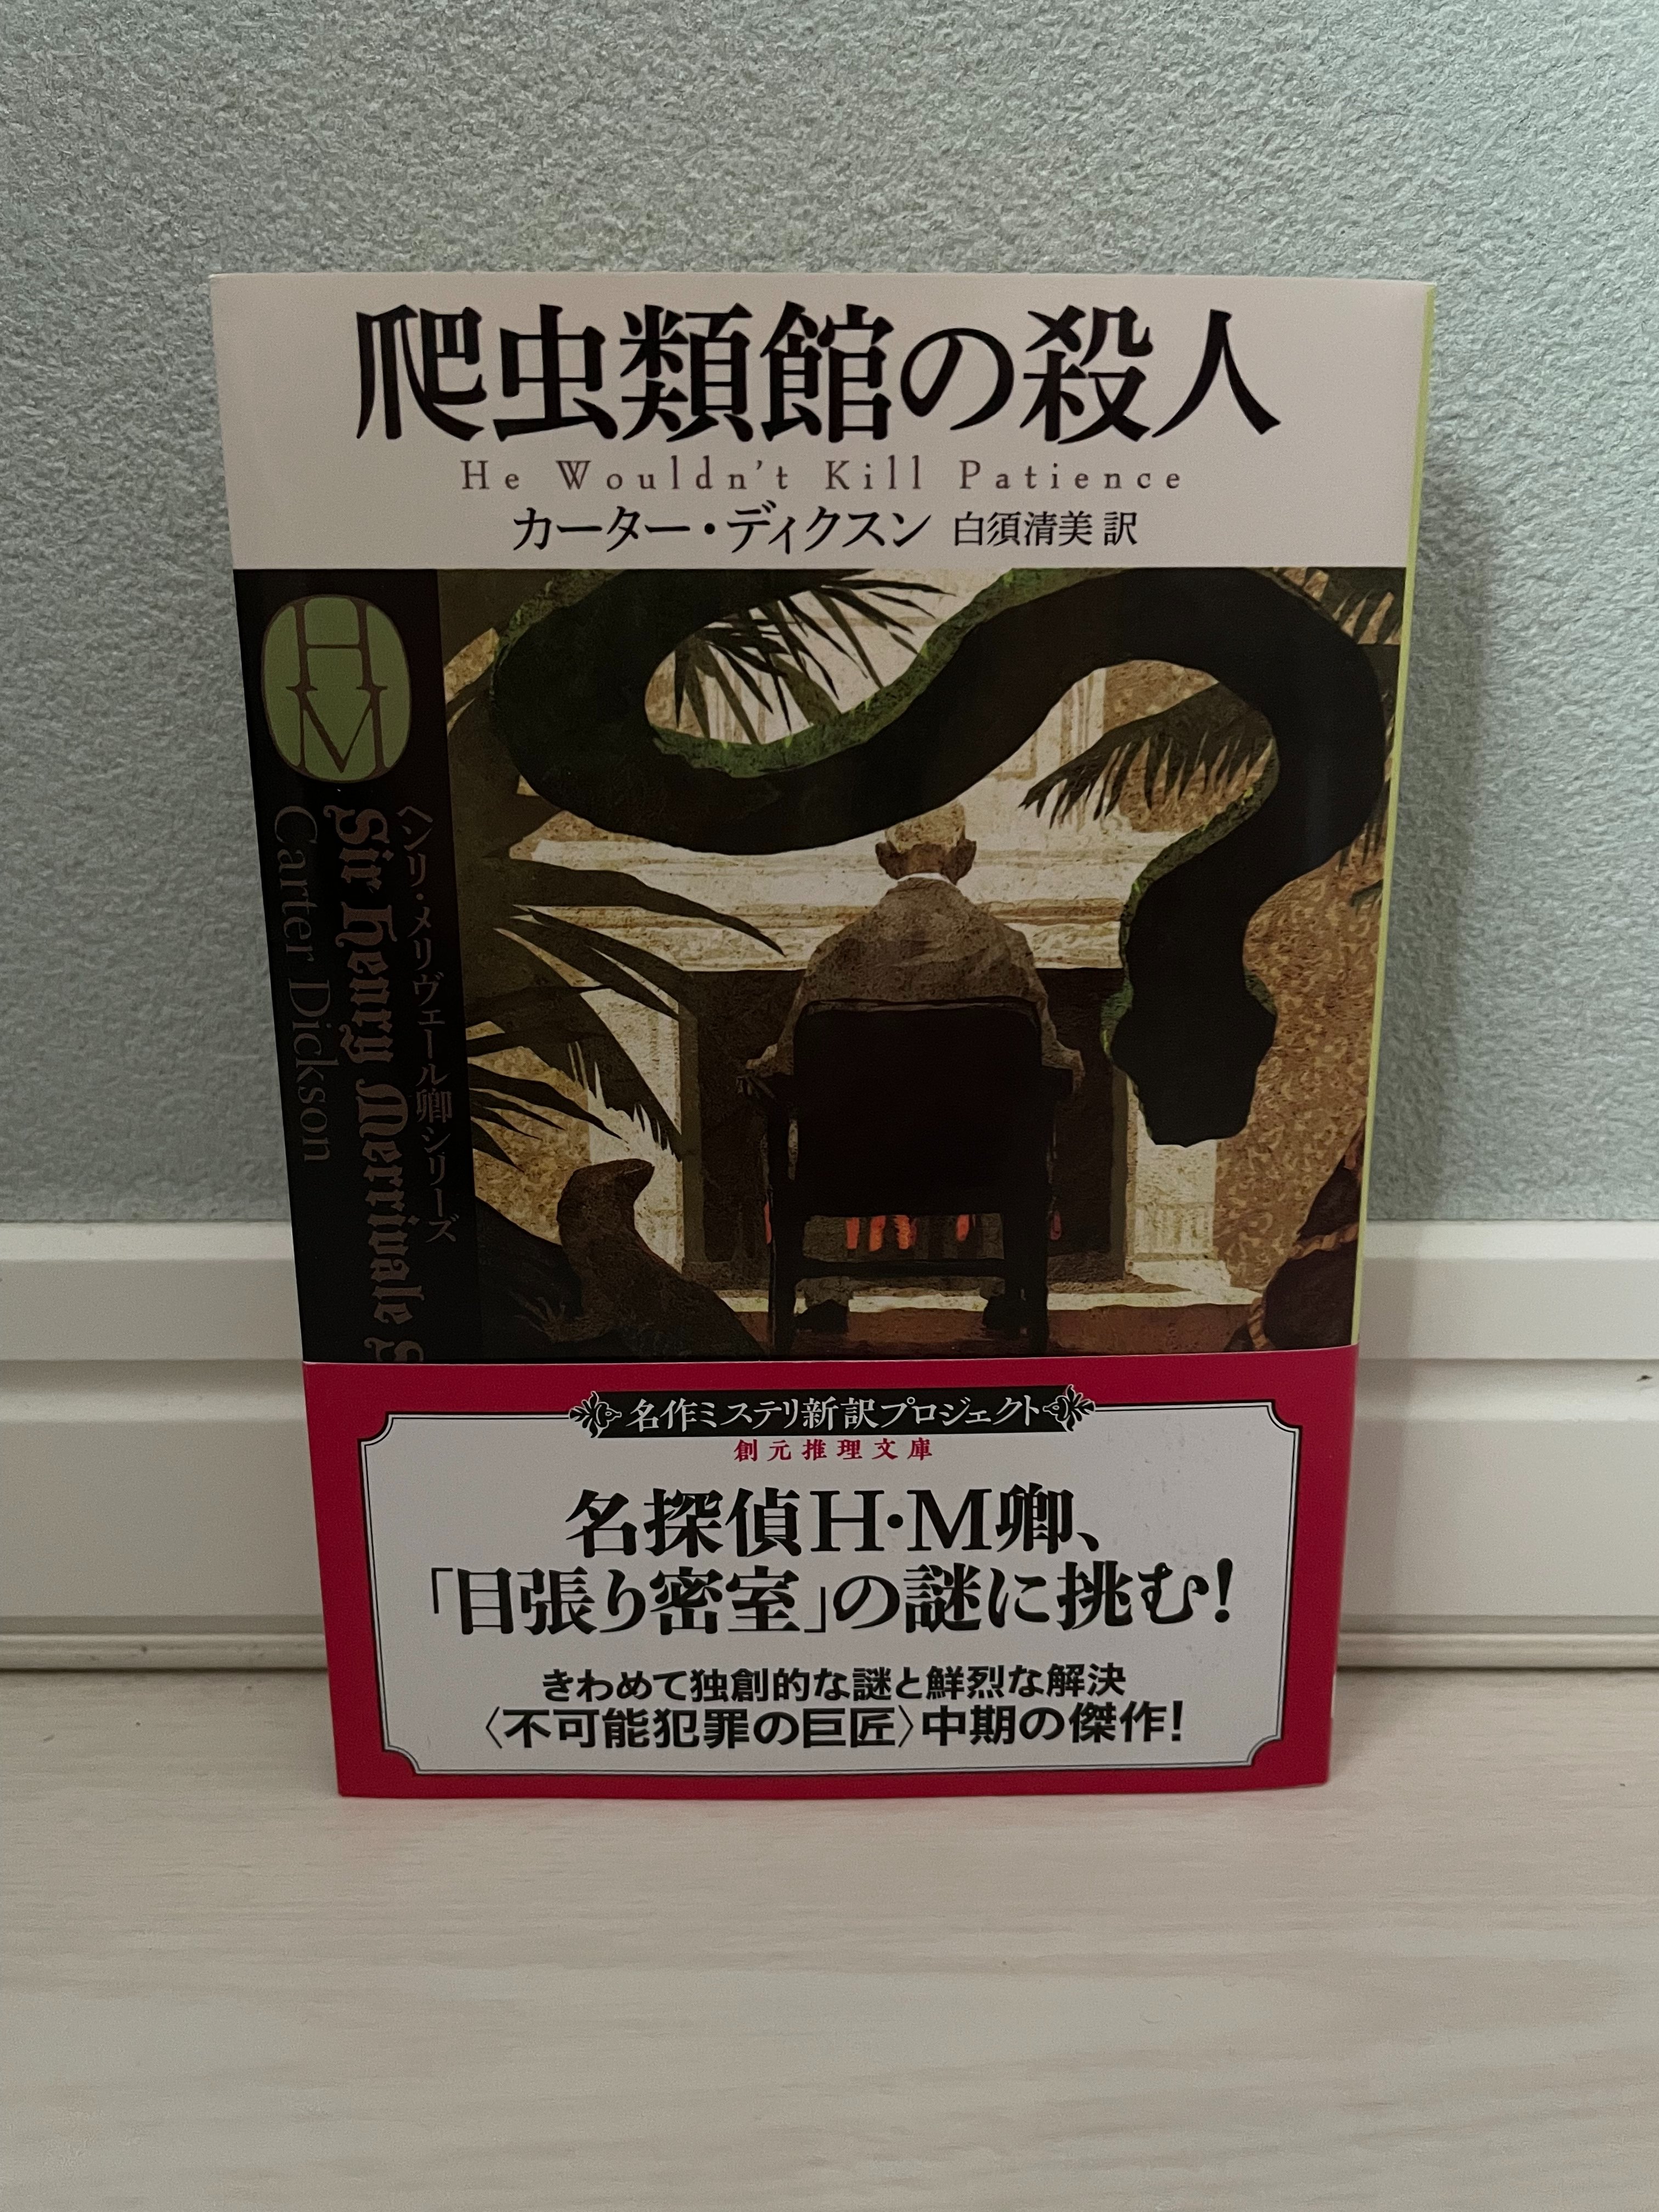 爬虫類館の殺人
He Wouldn't Kill Patience
カーター・ディクスン 白須清美 訳
HM
ヘンリ・メリヴェール卿シリーズ
Sir Henry Merrivale S
Carter Dickson
名作ミステリ新訳プロジェクト
創元推理文庫
名探偵H・M卿、
「目張り密室」の謎に挑む!
きわめて独創的な謎と鮮烈な解決
〈不可能犯罪の巨匠〉中期の傑作!